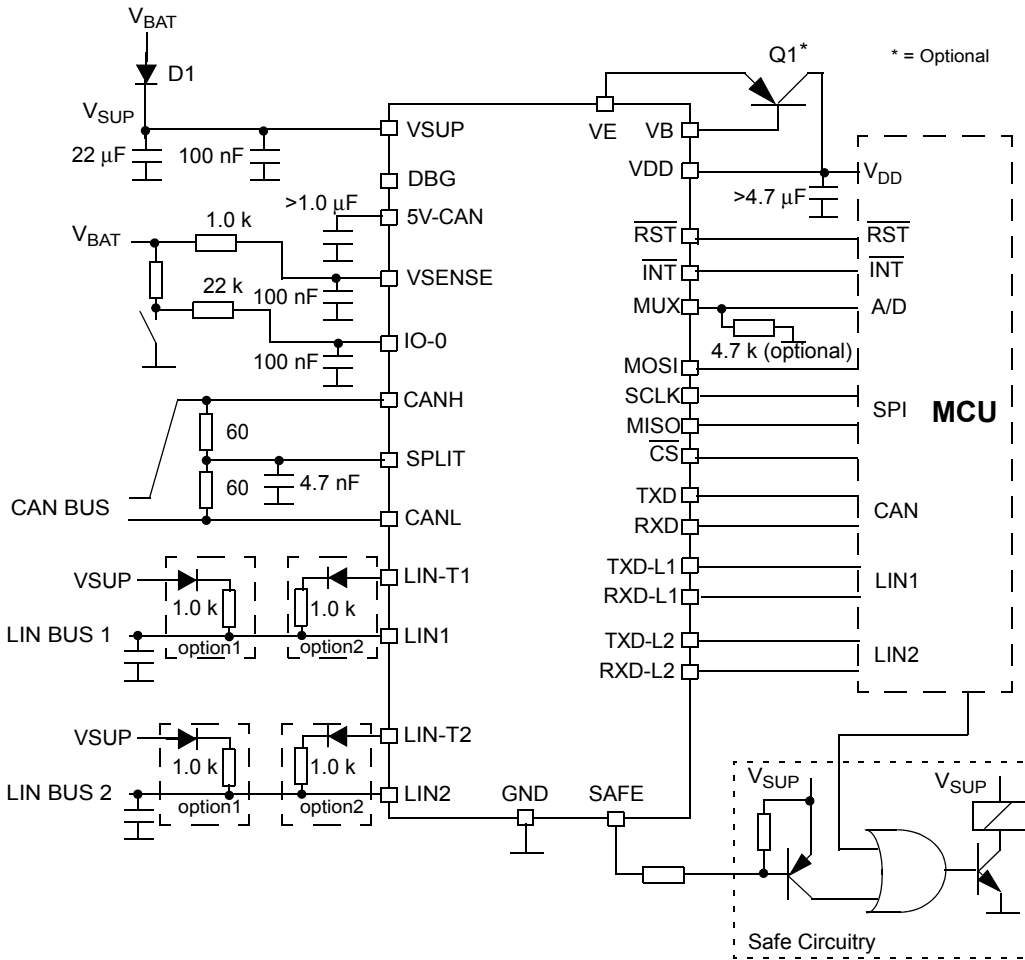 V_BAT
D1
Q1*
* = Optional
V_SUP
22 μF
100 nF
VSUP
VE
VB
DBG
VDD
V_DD
>4.7 μF
>1.0 μF
5V-CAN
1.0 k
V_BAT
VSENSE
100 nF
22 k
IO-0
100 nF
R̅S̅T̅
R̅S̅T̅
I̅N̅T̅
I̅N̅T̅
MUX
A/D
4.7 k (optional)
MOSI
SCLK
MISO
C̅S̅
SPI
MCU
CANH
60
SPLIT
60
4.7 nF
CAN BUS
CANL
TXD
RXD
CAN
VSUP
1.0 k
option1
1.0 k
option2
LIN-T1
LIN BUS 1
LIN1
TXD-L1
RXD-L1
LIN1
TXD-L2
RXD-L2
LIN2
VSUP
1.0 k
option1
1.0 k
option2
LIN-T2
LIN BUS 2
LIN2
GND
SAFE
V_SUP
V_SUP
Safe Circuitry